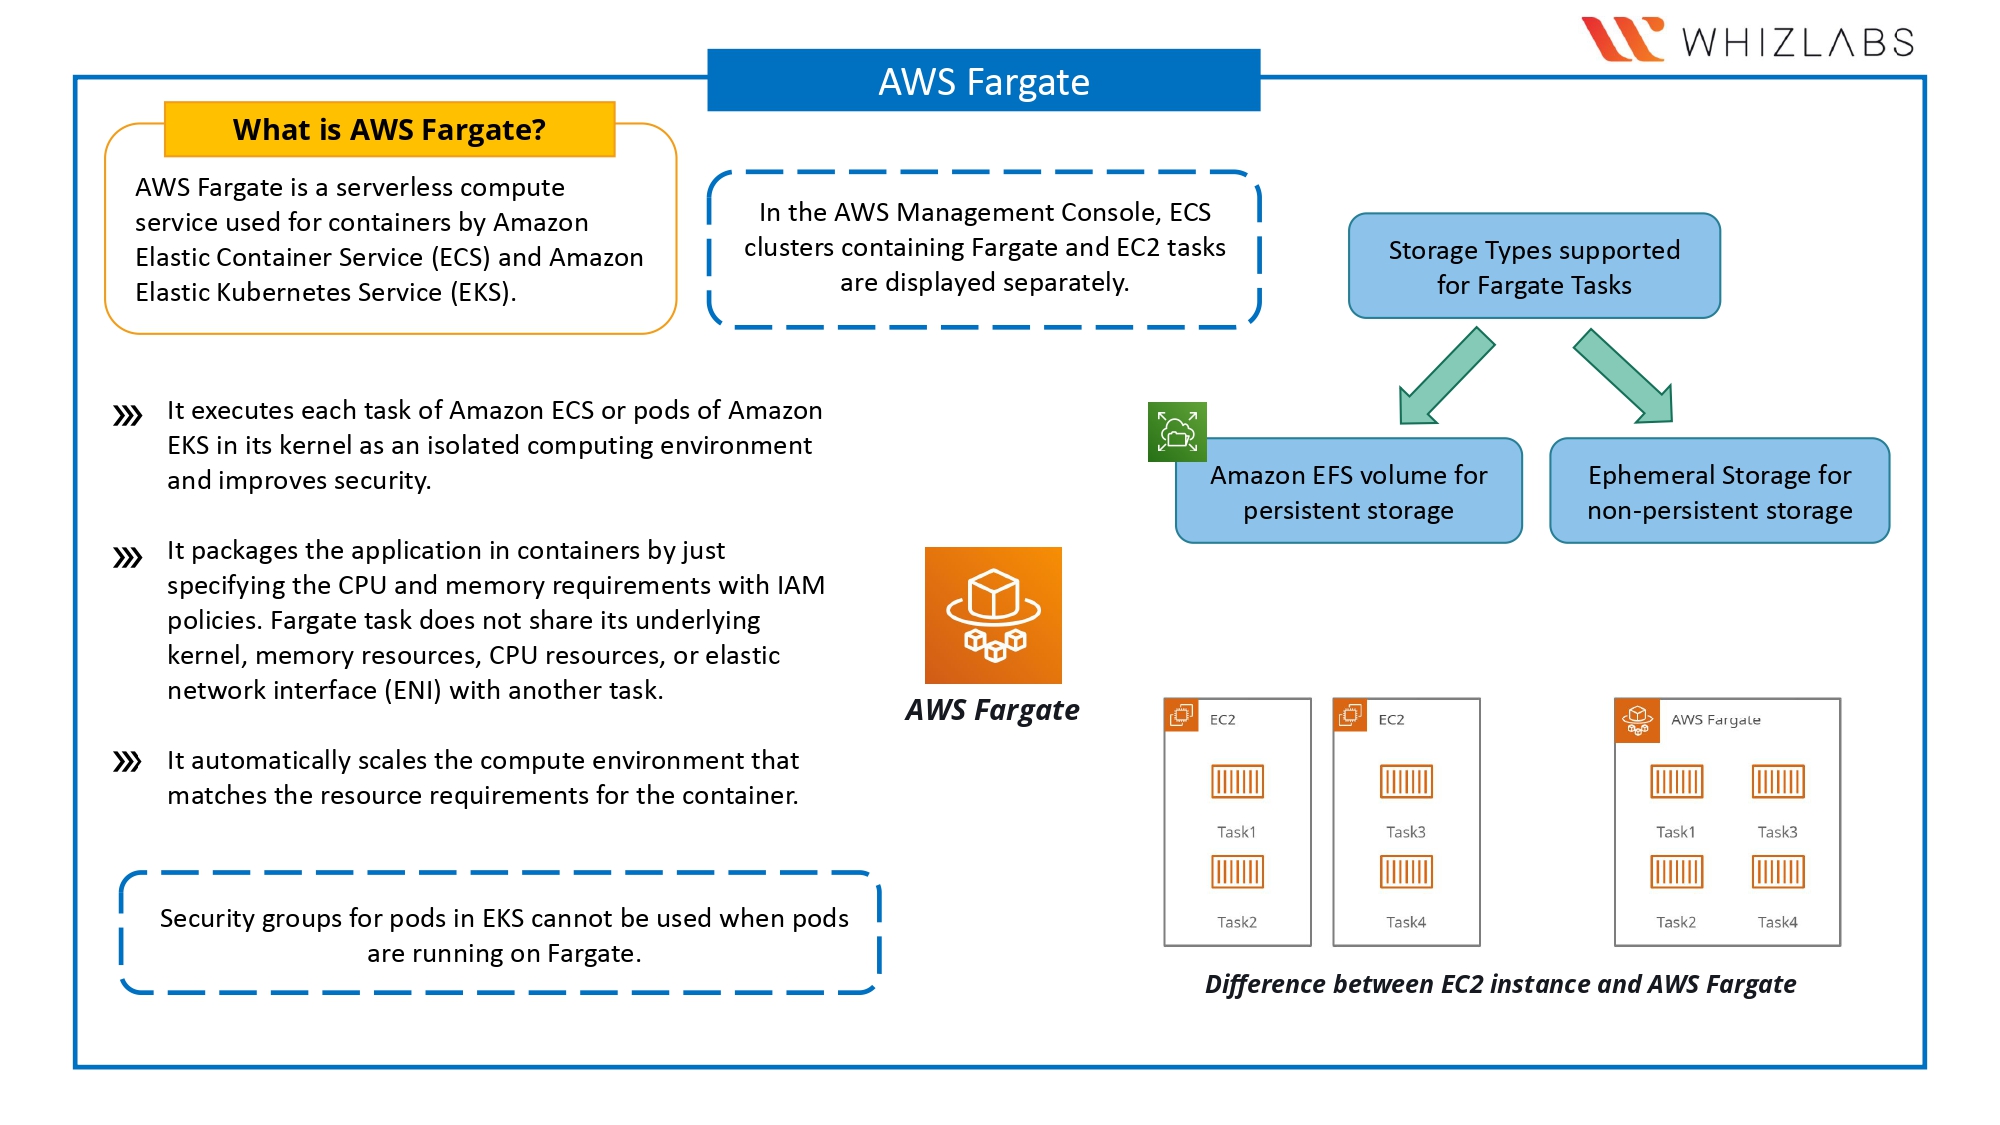 WHIZLABS
AWS Fargate
What is AWS Fargate?
AWS Fargate is a serverless compute
service used for containers by Amazon
Elastic Container Service (ECS) and Amazon
Elastic Kubernetes Service (EKS).
In the AWS Management Console, ECS
clusters containing Fargate and EC2 tasks
are displayed separately.
Storage Types supported
for Fargate Tasks
Amazon EFS volume for
persistent storage
Ephemeral Storage for
non-persistent storage
It executes each task of Amazon ECS or pods of Amazon
EKS in its kernel as an isolated computing environment
and improves security.
It packages the application in containers by just
specifying the CPU and memory requirements with IAM
policies. Fargate task does not share its underlying
kernel, memory resources, CPU resources, or elastic
network interface (ENI) with another task.
It automatically scales the compute environment that
matches the resource requirements for the container.
Security groups for pods in EKS cannot be used when pods
are running on Fargate.
AWS Fargate
EC2
Task1
Task2
EC2
Task3
Task4
AWS Fargate
Task1 Task3
Task2 Task4
Difference between EC2 instance and AWS Fargate